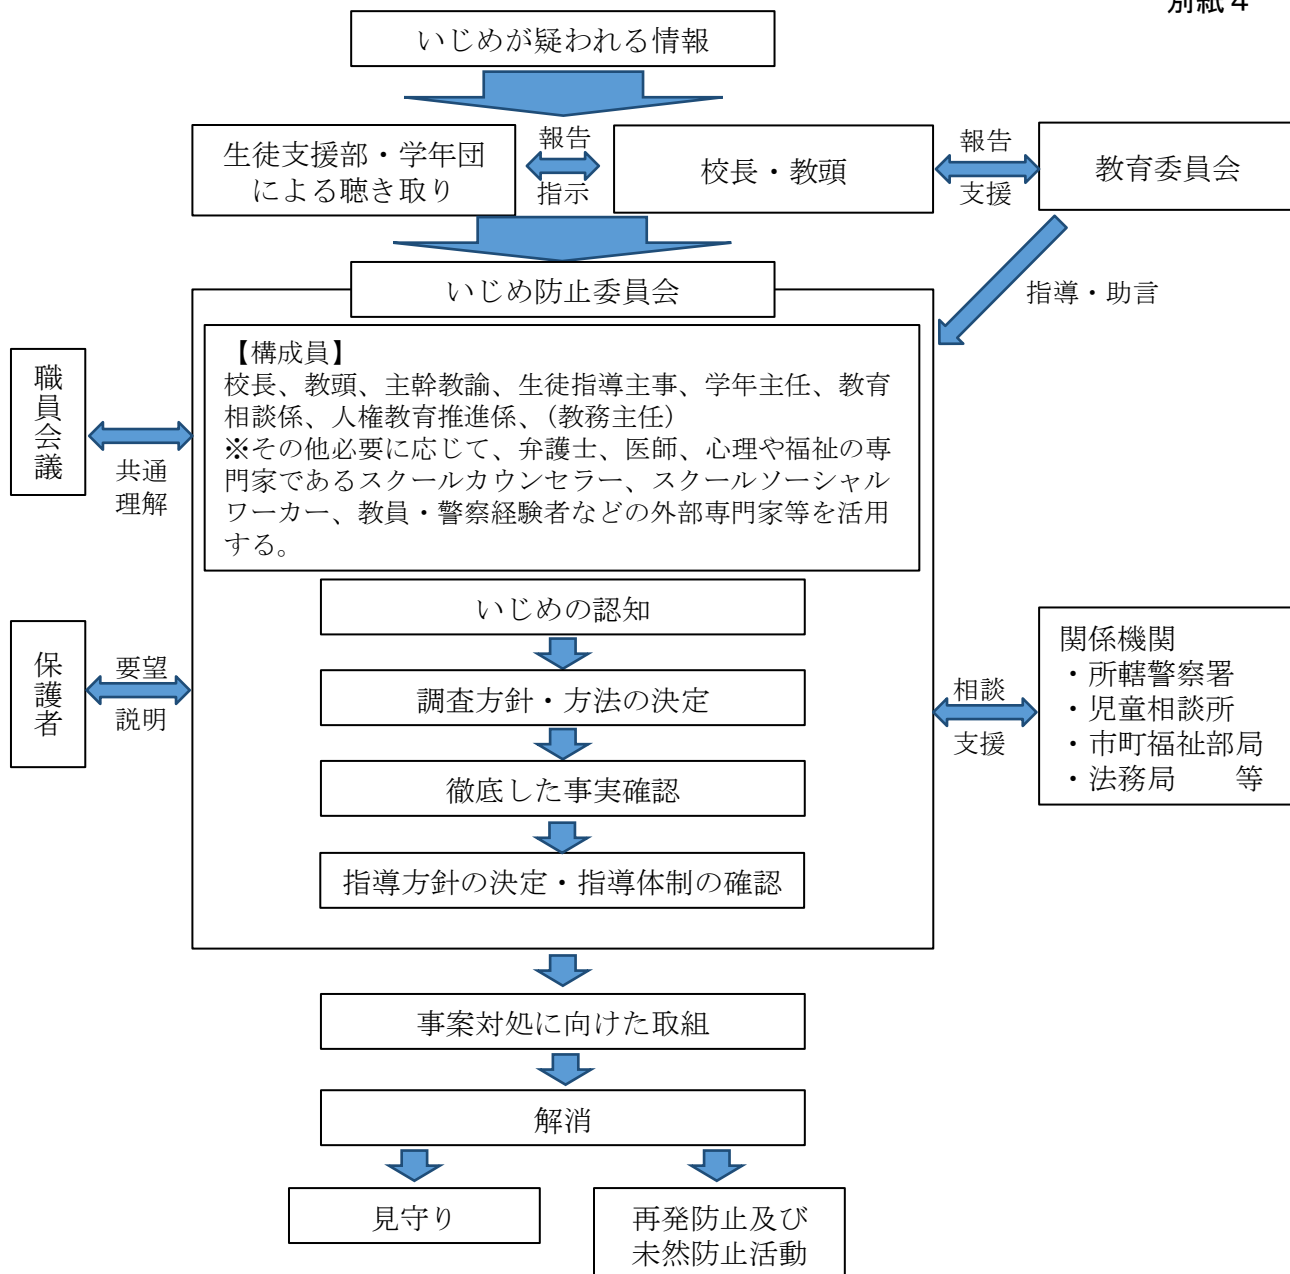 別紙４
いじめが疑われる情報
生徒支援部・学年団
による聴き取り
報告
指示
校長・教頭
報告
支援
教育委員会
いじめ防止委員会
指導・助言
【構成員】
校長、教頭、主幹教諭、生徒指導主事、学年主任、教育
相談係、人権教育推進係、（教務主任）
※その他必要に応じて、弁護士、医師、心理や福祉の専
門家であるスクールカウンセラー、スクールソーシャル
ワーカー、教員・警察経験者などの外部専門家等を活用
する。
職員会議
共通
理解
いじめの認知
調査方針・方法の決定
徹底した事実確認
指導方針の決定・指導体制の確認
保護者
要望
説明
相談
支援
関係機関
・所轄警察署
・児童相談所
・市町福祉部局
・法務局　　等
事案対処に向けた取組
解消
見守り
再発防止及び
未然防止活動